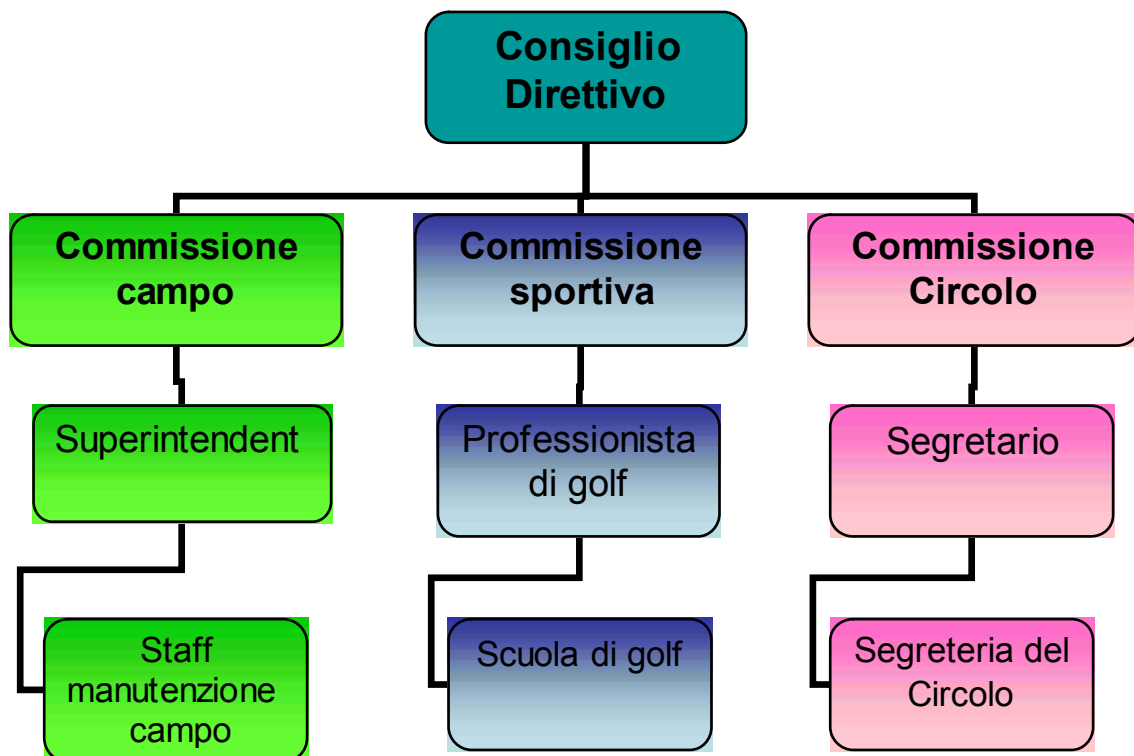 Consiglio
Direttivo
Commissione
campo
Commissione
sportiva
Commissione
Circolo
Superintendent
Professionista
di golf
Segretario
Staff
manutenzione
campo
Scuola di golf
Segreteria del
Circolo